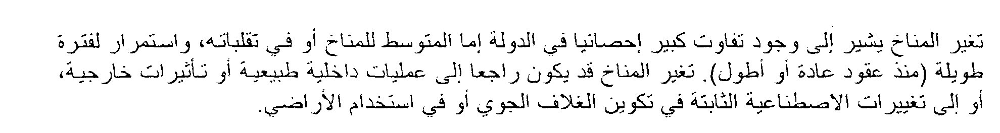 تغير المناخ يشير إلى وجود تفاوت كبير إحصائيا في الدولة إما المتوسط للمناخ أو في تقلباته، واستمرار لفترة
طويلة (منذ عقود عادة أو أطول). تغير المناخ قد يكون راجعا إلى عمليات داخلية طبيعية أو تأثيرات خارجية،
أو إلى تغييرات الاصطناعية الثابتة في تكوين الغلاف الجوي أو في استخدام الأراضي.